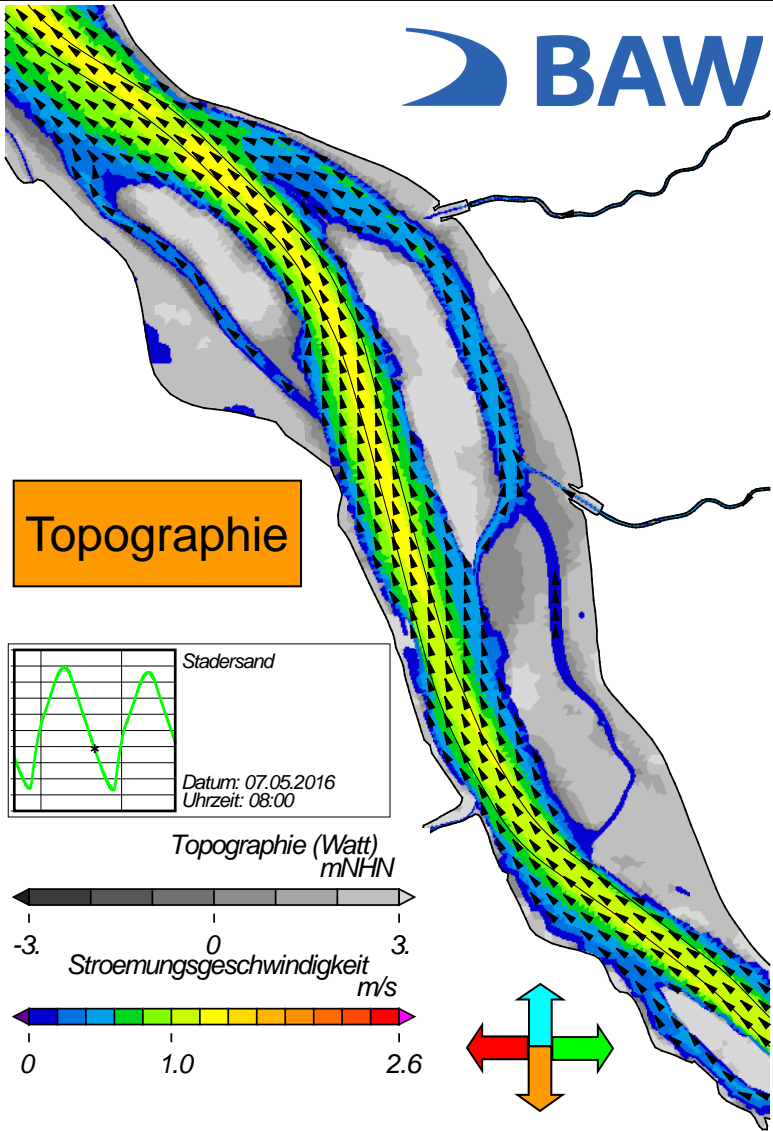 BAW
Topographie
Stadersand
Datum: 07.05.2016
Uhrzeit: 08:00
Topographie (Watt)
mNHN
-3. 0 3.
Stroemungsgeschwindigkeit
m/s
0 1.0 2.6